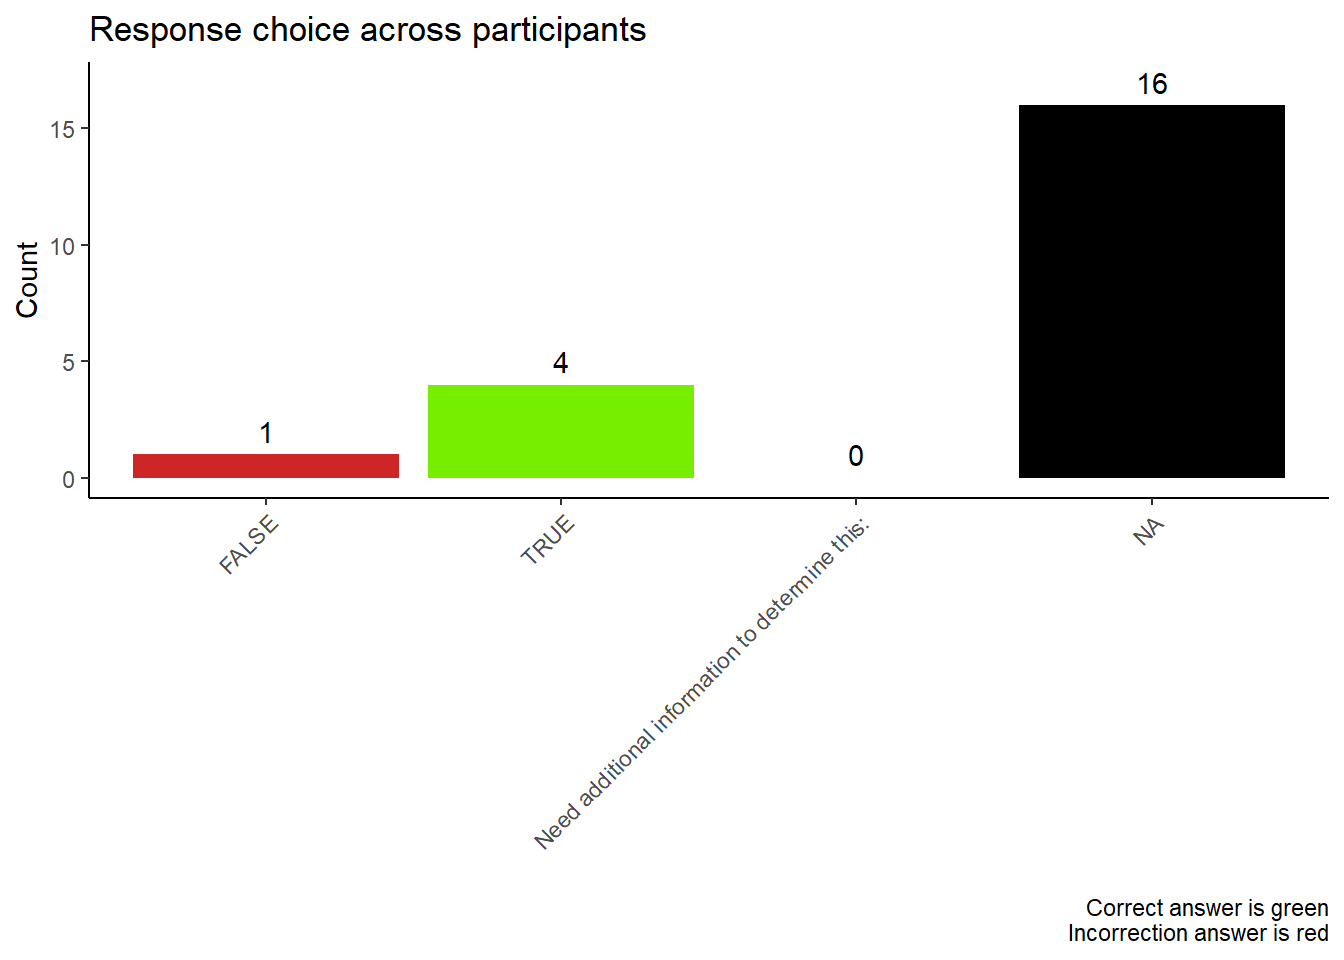 Response choice across participants
16
15
Count
10
5
4
1
0
0
FALSE
TRUE
Need additional information to determine this:
NA
Correct answer is green
Incorrection answer is red